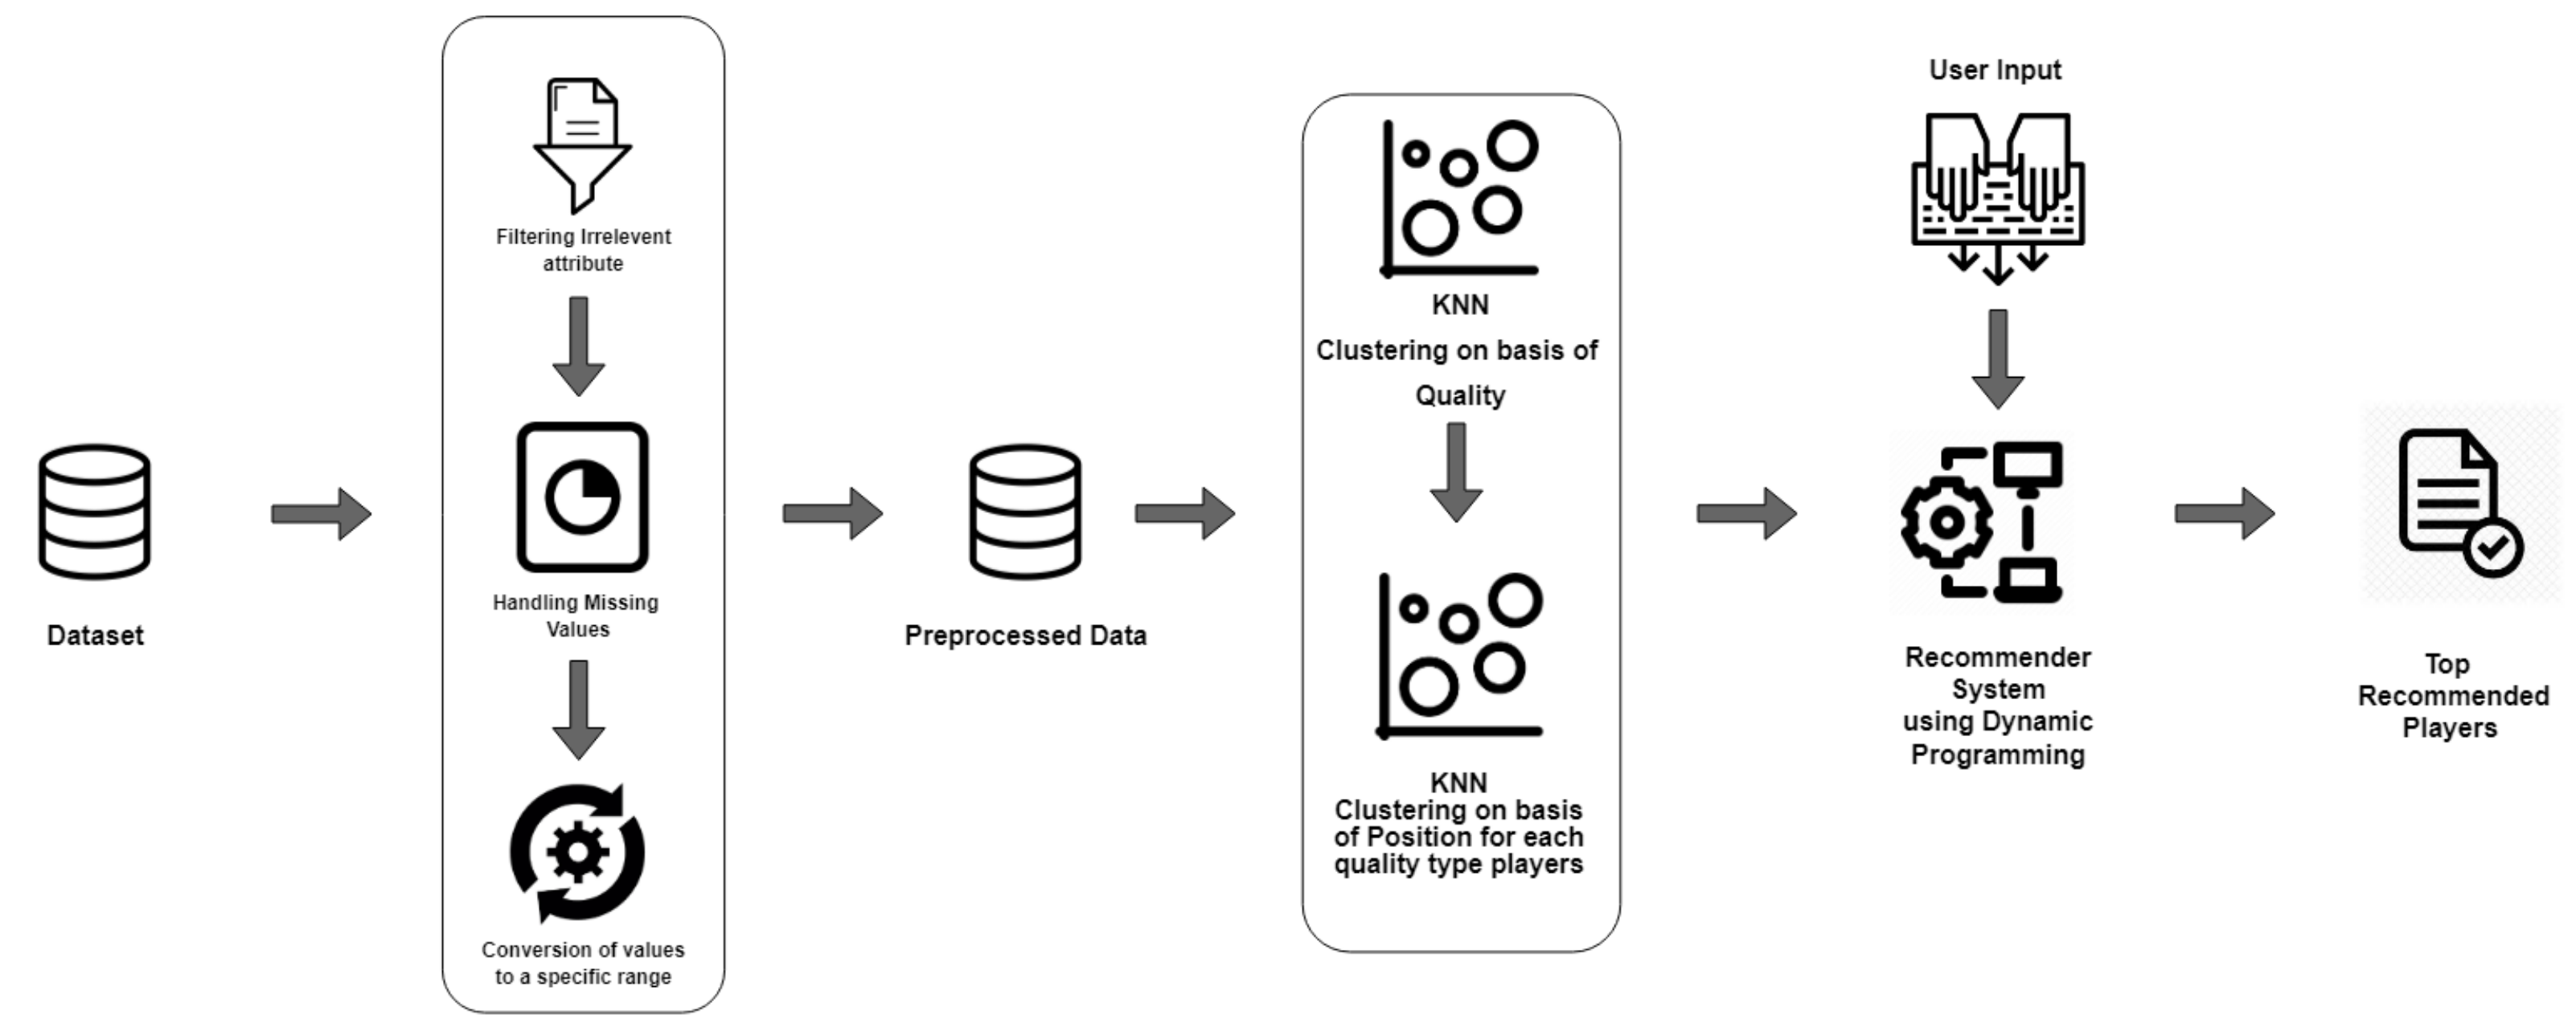 Dataset
Filtering Irrelevent
attribute
Handling Missing
Values
Conversion of values
to a specific range
Preprocessed Data
KNN
Clustering on basis of
Quality
KNN
Clustering on basis
of Position for each
quality type players
User Input
Recommender
System
using Dynamic
Programming
Top
Recommended
Players